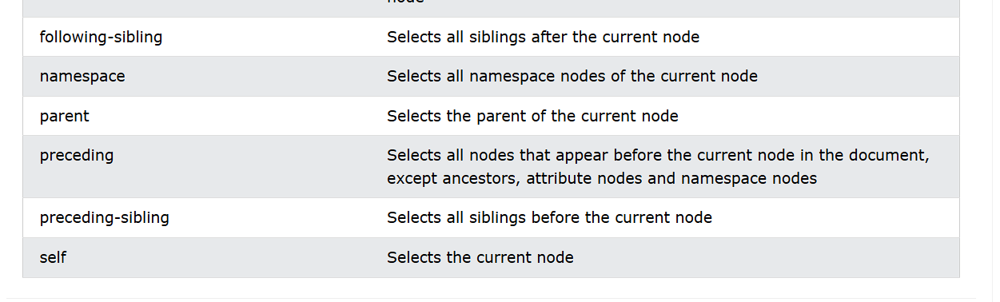 node
following-sibling Selects all siblings after the current node
namespace Selects all namespace nodes of the current node
parent Selects the parent of the current node
preceding Selects all nodes that appear before the current node in the document,
except ancestors, attribute nodes and namespace nodes
preceding-sibling Selects all siblings before the current node
self Selects the current node